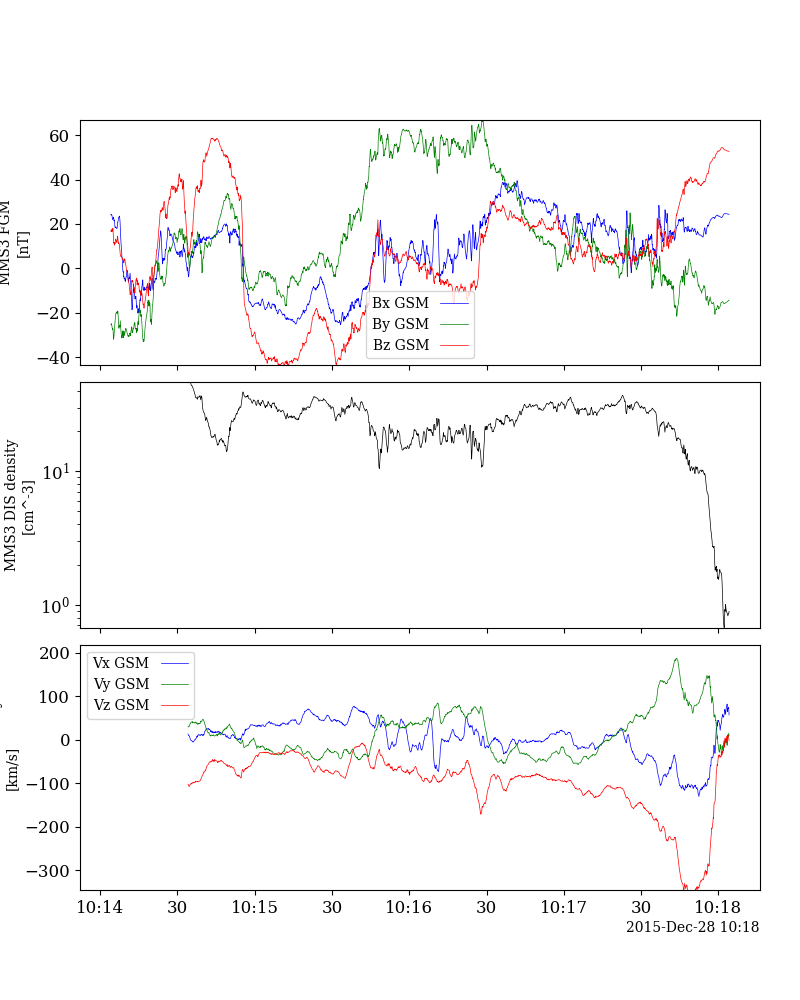 60
40
20
0
−20
−40
MMS3 FGM
[nT]
Bx GSM
By GSM
Bz GSM
10^1
10^0
MMS3 DIS density
[cm^-3]
200
100
0
−100
−200
−300
[km/s]
Vx GSM
Vy GSM
Vz GSM
10:14 30 10:15 30 10:16 30 10:17 30 10:18
2015-Dec-28 10:18